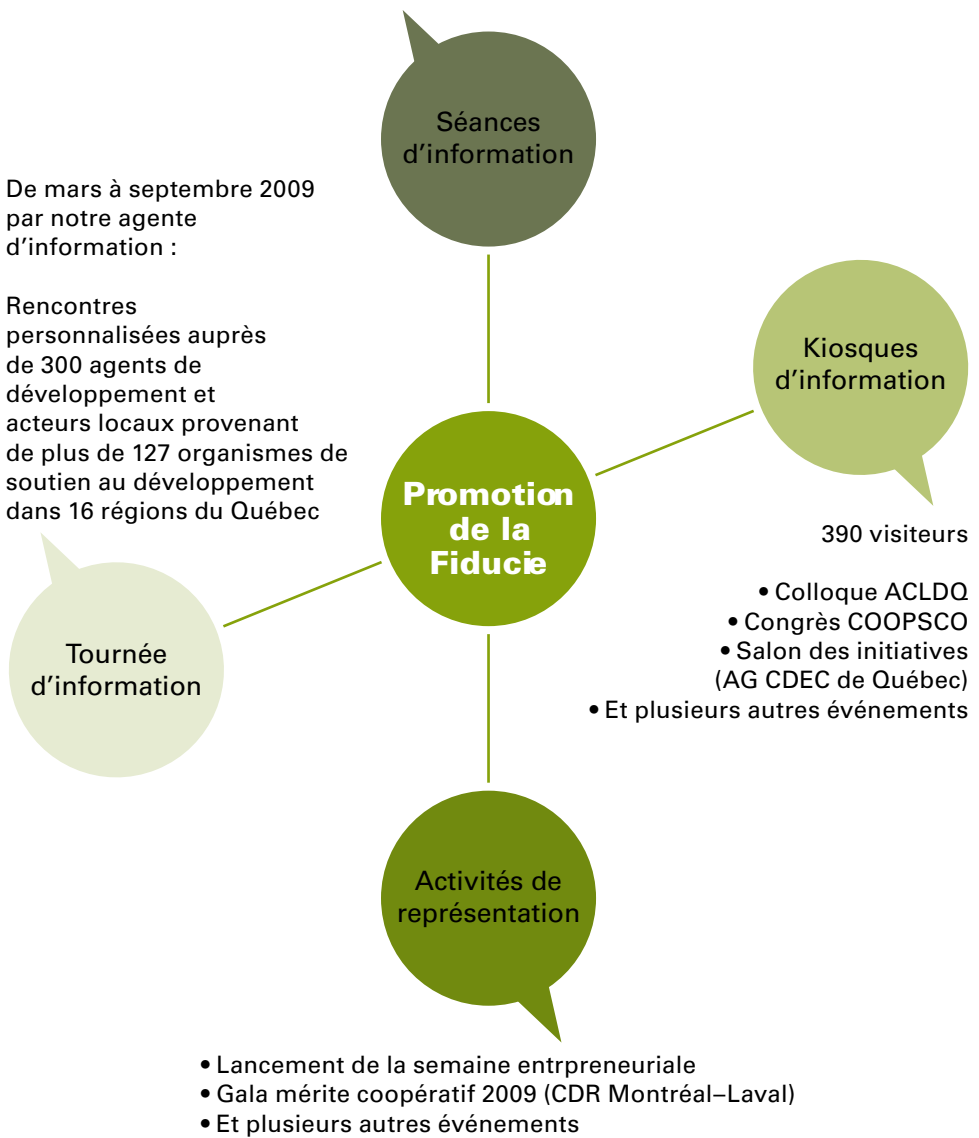 Séances
d'information
De mars à septembre 2009
par notre agente
d'information :
Rencontres
personnalisées auprès
de 300 agents de
développement et
acteurs locaux provenant
de plus de 127 organismes de
soutien au développement
dans 16 régions du Québec
Tournée
d'information
Promotion
de la
Fiducie
Kiosques
d'information
390 visiteurs
• Colloque ACLDQ
• Congrès COOPSCO
• Salon des initiatives
(AG CDEC de Québec)
• Et plusieurs autres événements
Activités de
représentation
• Lancement de la semaine entrpreneuriale
• Gala mérite coopératif 2009 (CDR Montréal–Laval)
• Et plusieurs autres événements